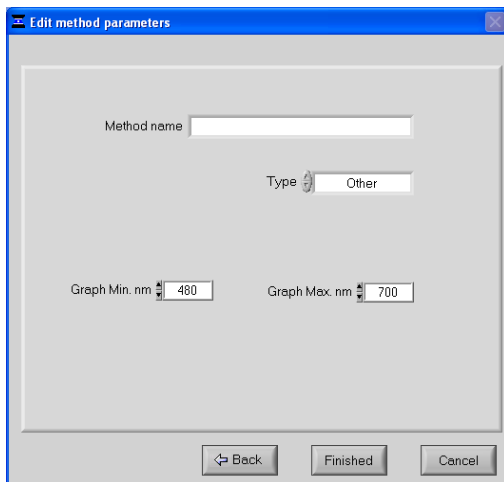 Edit method parameters
Method name
Type Other
Graph Min. nm 480 Graph Max. nm 700
Back Finished Cancel